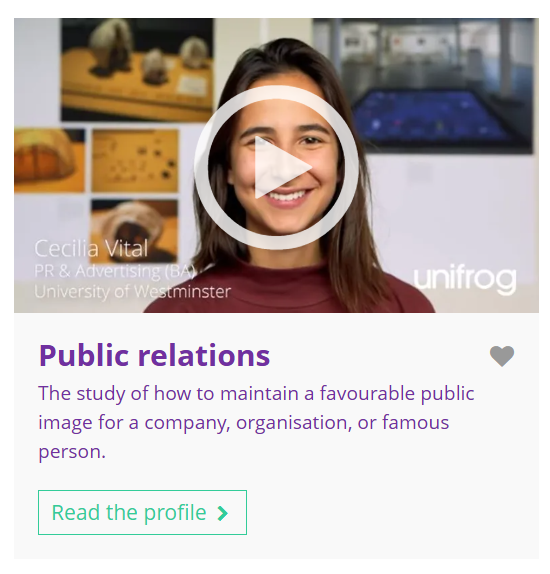 Cecilia Vital
PR & Advertising (BA)
University of Westminster
unifrog
Public relations
The study of how to maintain a favourable public
image for a company, organisation, or famous
person.
Read the profile